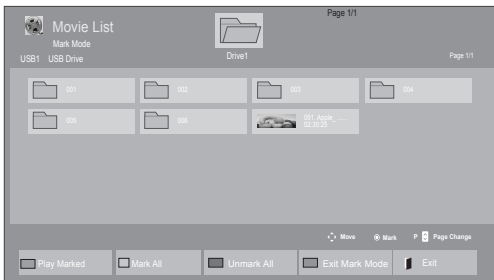 Page 1/1
Movie List
Mark Mode
USB1 USB Drive
Drive1
Page 1/1
001 002 003 004
005 006 001. Apple_ ......
02:30:25
Move Mark P Page Change
Play Marked Mark All Unmark All Exit Mark Mode Exit